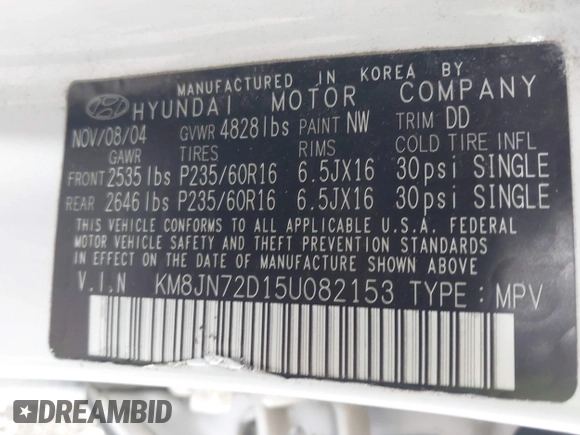 MANUFACTURED IN KOREA BY
HYUNDAI MOTOR COMPANY
NOV/08/04 GVWR 4828lbs PAINT NW TRIM DD
GAWR TIRES RIMS COLD TIRE INFL
FRONT 2535lbs P235/60R16 6.5JX16 30psi SINGLE
REAR 2646lbs P235/60R16 6.5JX16 30psi SINGLE
THIS VEHICLE CONFORMS TO ALL APPLICABLE U.S.A. FEDERAL
MOTOR VEHICLE SAFETY AND THEFT PREVENTION STANDARDS
IN EFFECT ON THE DATE OF MANUFACTURE SHOWN ABOVE
V.I.N KM8JN72D15U082153 TYPE : MPV
DREAMBID